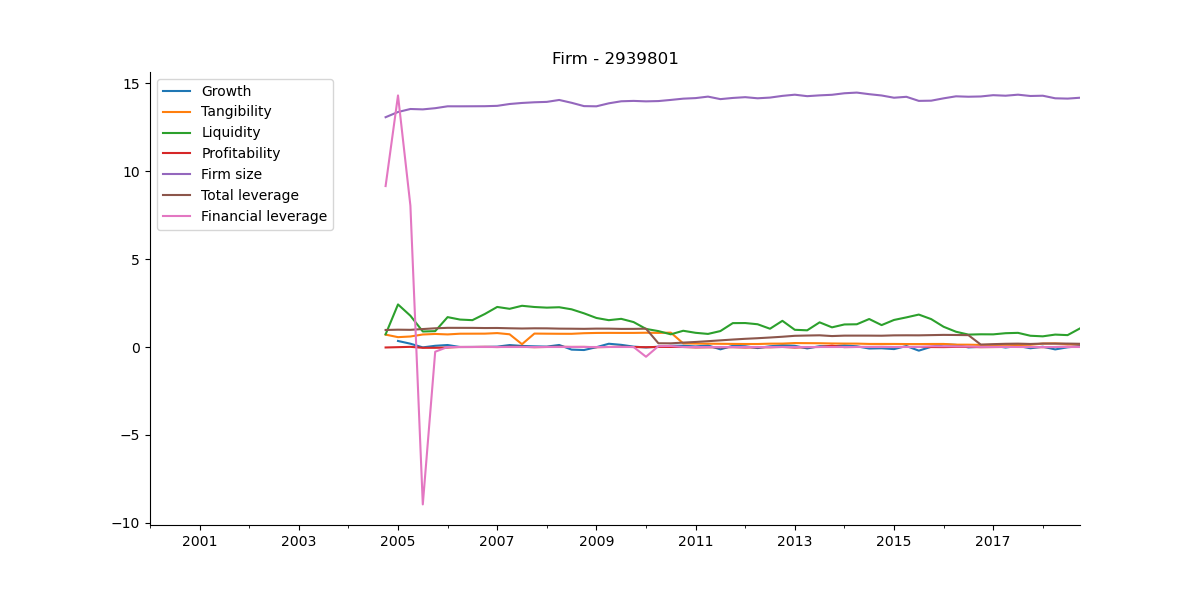 Firm - 2939801
15
10
5
0
−5
−10
Growth
Tangibility
Liquidity
Profitability
Firm size
Total leverage
Financial leverage
2001 2003 2005 2007 2009 2011 2013 2015 2017